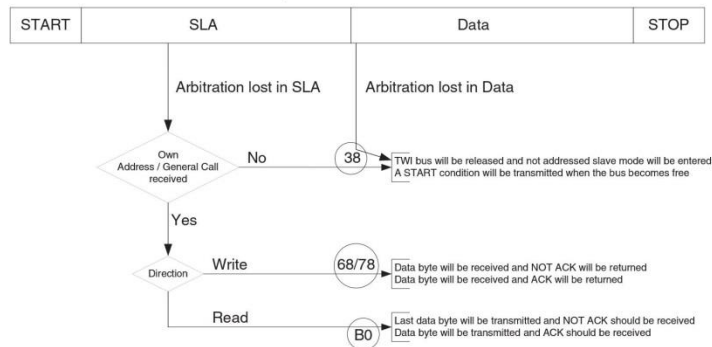 START SLA Data STOP
Arbitration lost in SLA Arbitration lost in Data
Own
Address / General Call
received
No
38
TWI bus will be released and not addressed slave mode will be entered
A START condition will be transmitted when the bus becomes free
Yes
Direction
Write
68/78
Data byte will be received and NOT ACK will be returned
Data byte will be received and ACK will be returned
Read
B0
Last data byte will be transmitted and NOT ACK should be received
Data byte will be transmitted and ACK should be received